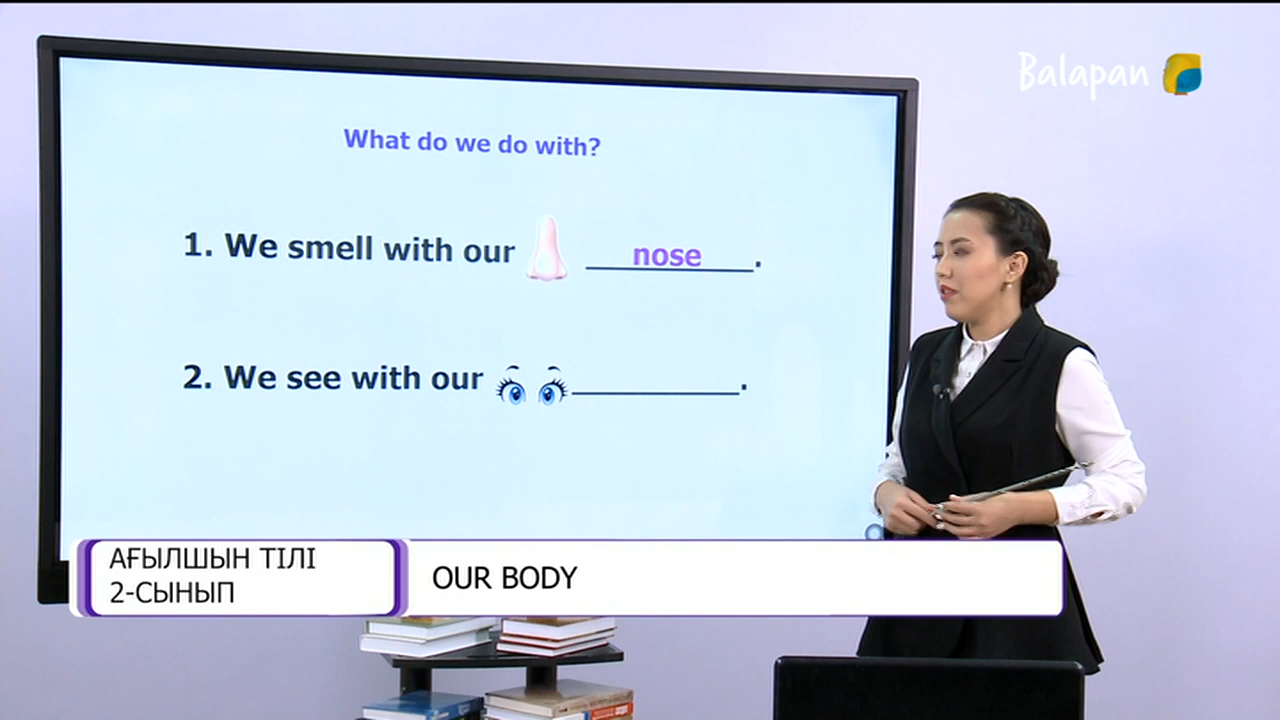 Balapan
What do we do with?
1. We smell with our nose.
2. We see with our __________.
АҒЫЛШЫН ТІЛІ
2-СЫНЫП
OUR BODY